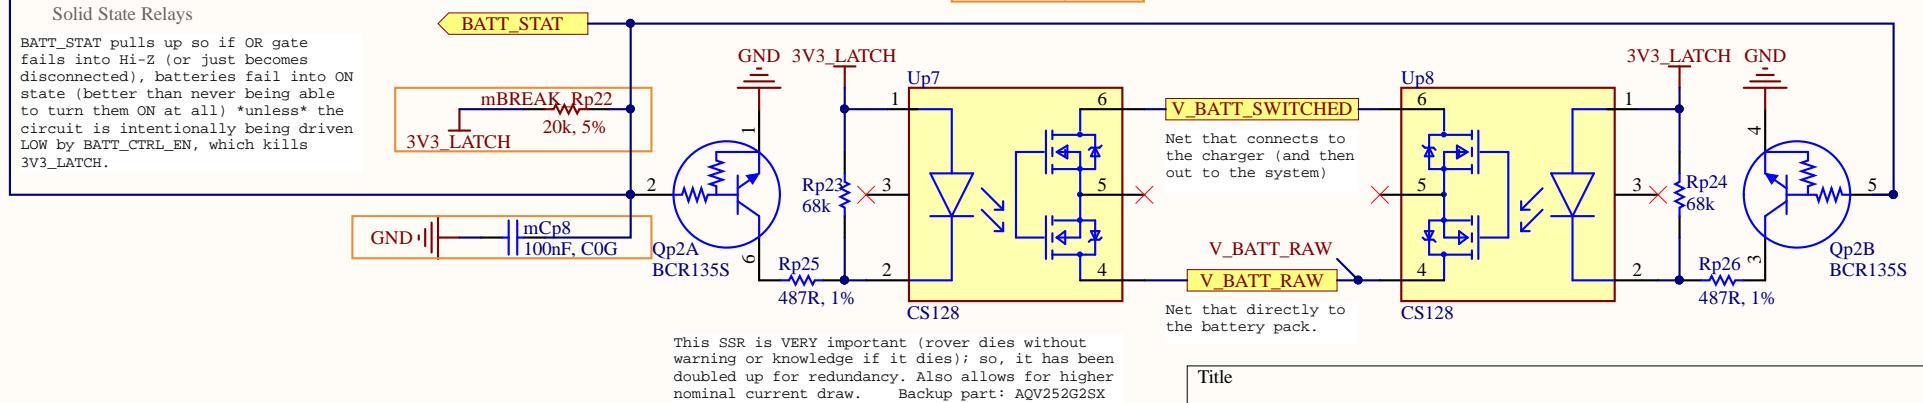 Solid State Relays
BATT_STAT pulls up so if OR gate
fails into Hi-Z (or just becomes
disconnected), batteries fail into ON
state (better than never being able
to turn them ON at all) *unless* the
circuit is intentionally being driven
LOW by BATT_CTRL_EN, which kills
3V3_LATCH.
BATT_STAT
mBREAK_Rp22
20k, 5%
3V3_LATCH
GND
mCp8
100nF, C0G
2
1
6
Qp2A
BCR135S
GND
3V3_LATCH
Rp23
68k
Rp25
487R, 1%
Up7
1
3
2
6
5
4
CS128
V_BATT_SWITCHED
Net that connects to
the charger (and then
out to the system)
V_BATT_RAW
V_BATT_RAW
Net that directly to
the battery pack.
Up8
6
5
4
1
3
2
CS128
3V3_LATCH
GND
Rp24
68k
Rp26
487R, 1%
4
5
3
Qp2B
BCR135S
This SSR is VERY important (rover dies without
warning or knowledge if it dies); so, it has been
doubled up for redundancy. Also allows for higher
nominal current draw. Backup part: AQV252G2SX
Title